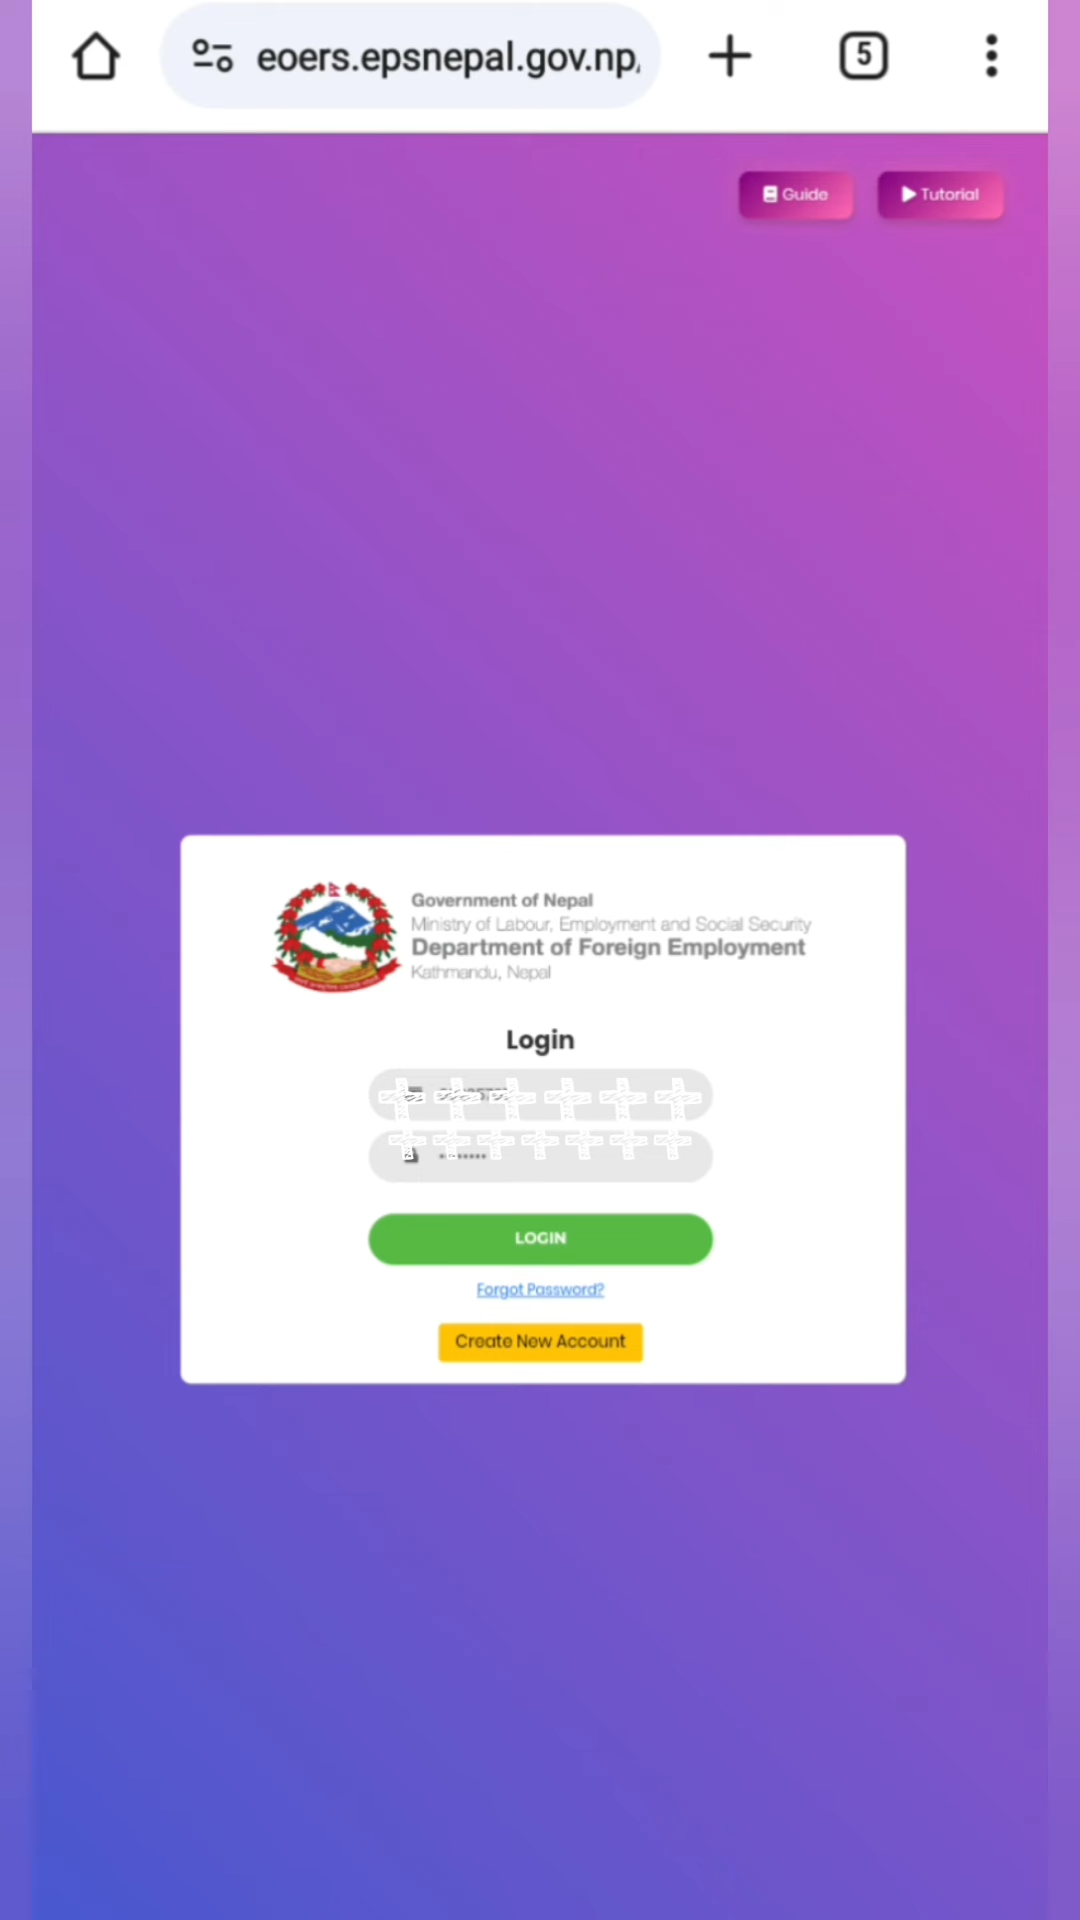 eoers.epsnepal.gov.np
5
Guide
Tutorial
Government of Nepal
Ministry of Labour, Employment and Social Security
Department of Foreign Employment
Kathmandu, Nepal
Login
LOGIN
Forgot Password?
Create New Account